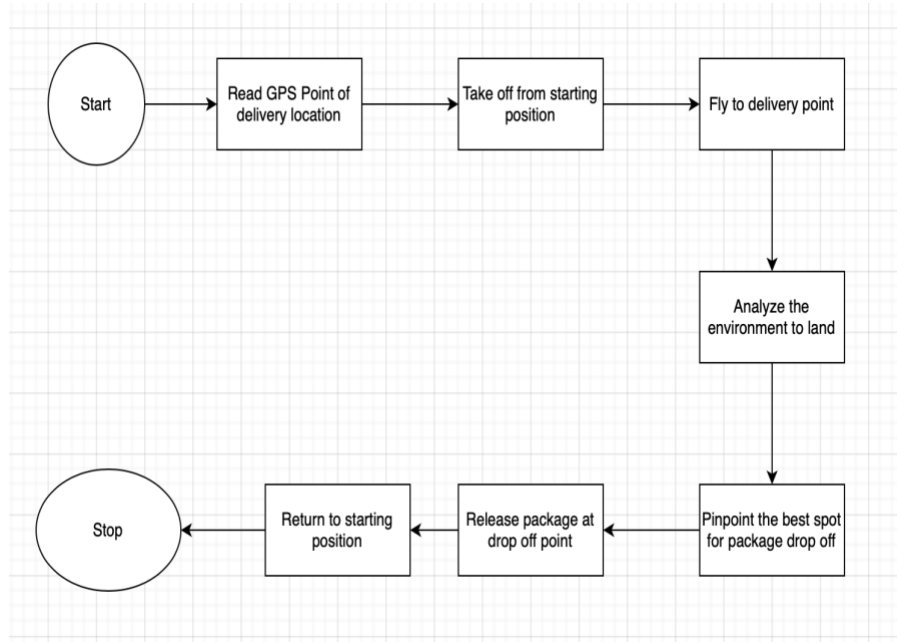 Start
Read GPS Point of
delivery location
Take off from starting
position
Fly to delivery point
Analyze the
environment to land
Pinpoint the best spot
for package drop off
Release package at
drop off point
Return to starting
position
Stop